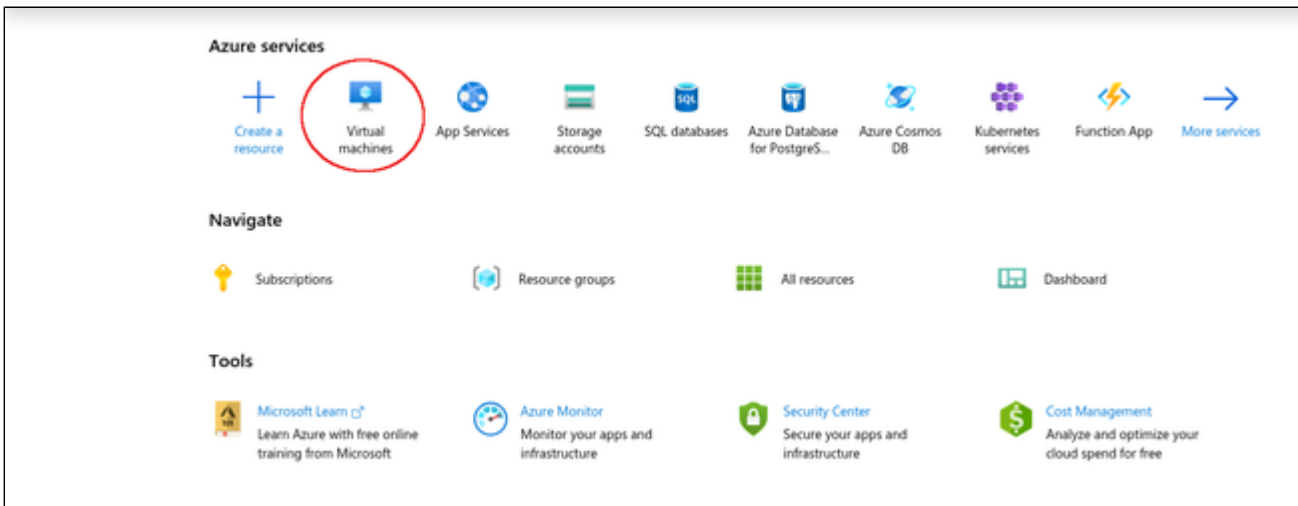 Azure services
Create a
resource
Virtual
machines
App Services
Storage
accounts
SQL
SQL databases
Azure Database
for PostgreS...
Azure Cosmos
DB
Kubernetes
services
Function App
More services
Navigate
Subscriptions
Resource groups
All resources
Dashboard
Tools
Microsoft Learn
Learn Azure with free online
training from Microsoft
Azure Monitor
Monitor your apps and
infrastructure
Security Center
Secure your apps and
infrastructure
Cost Management
Analyze and optimize your
cloud spend for free